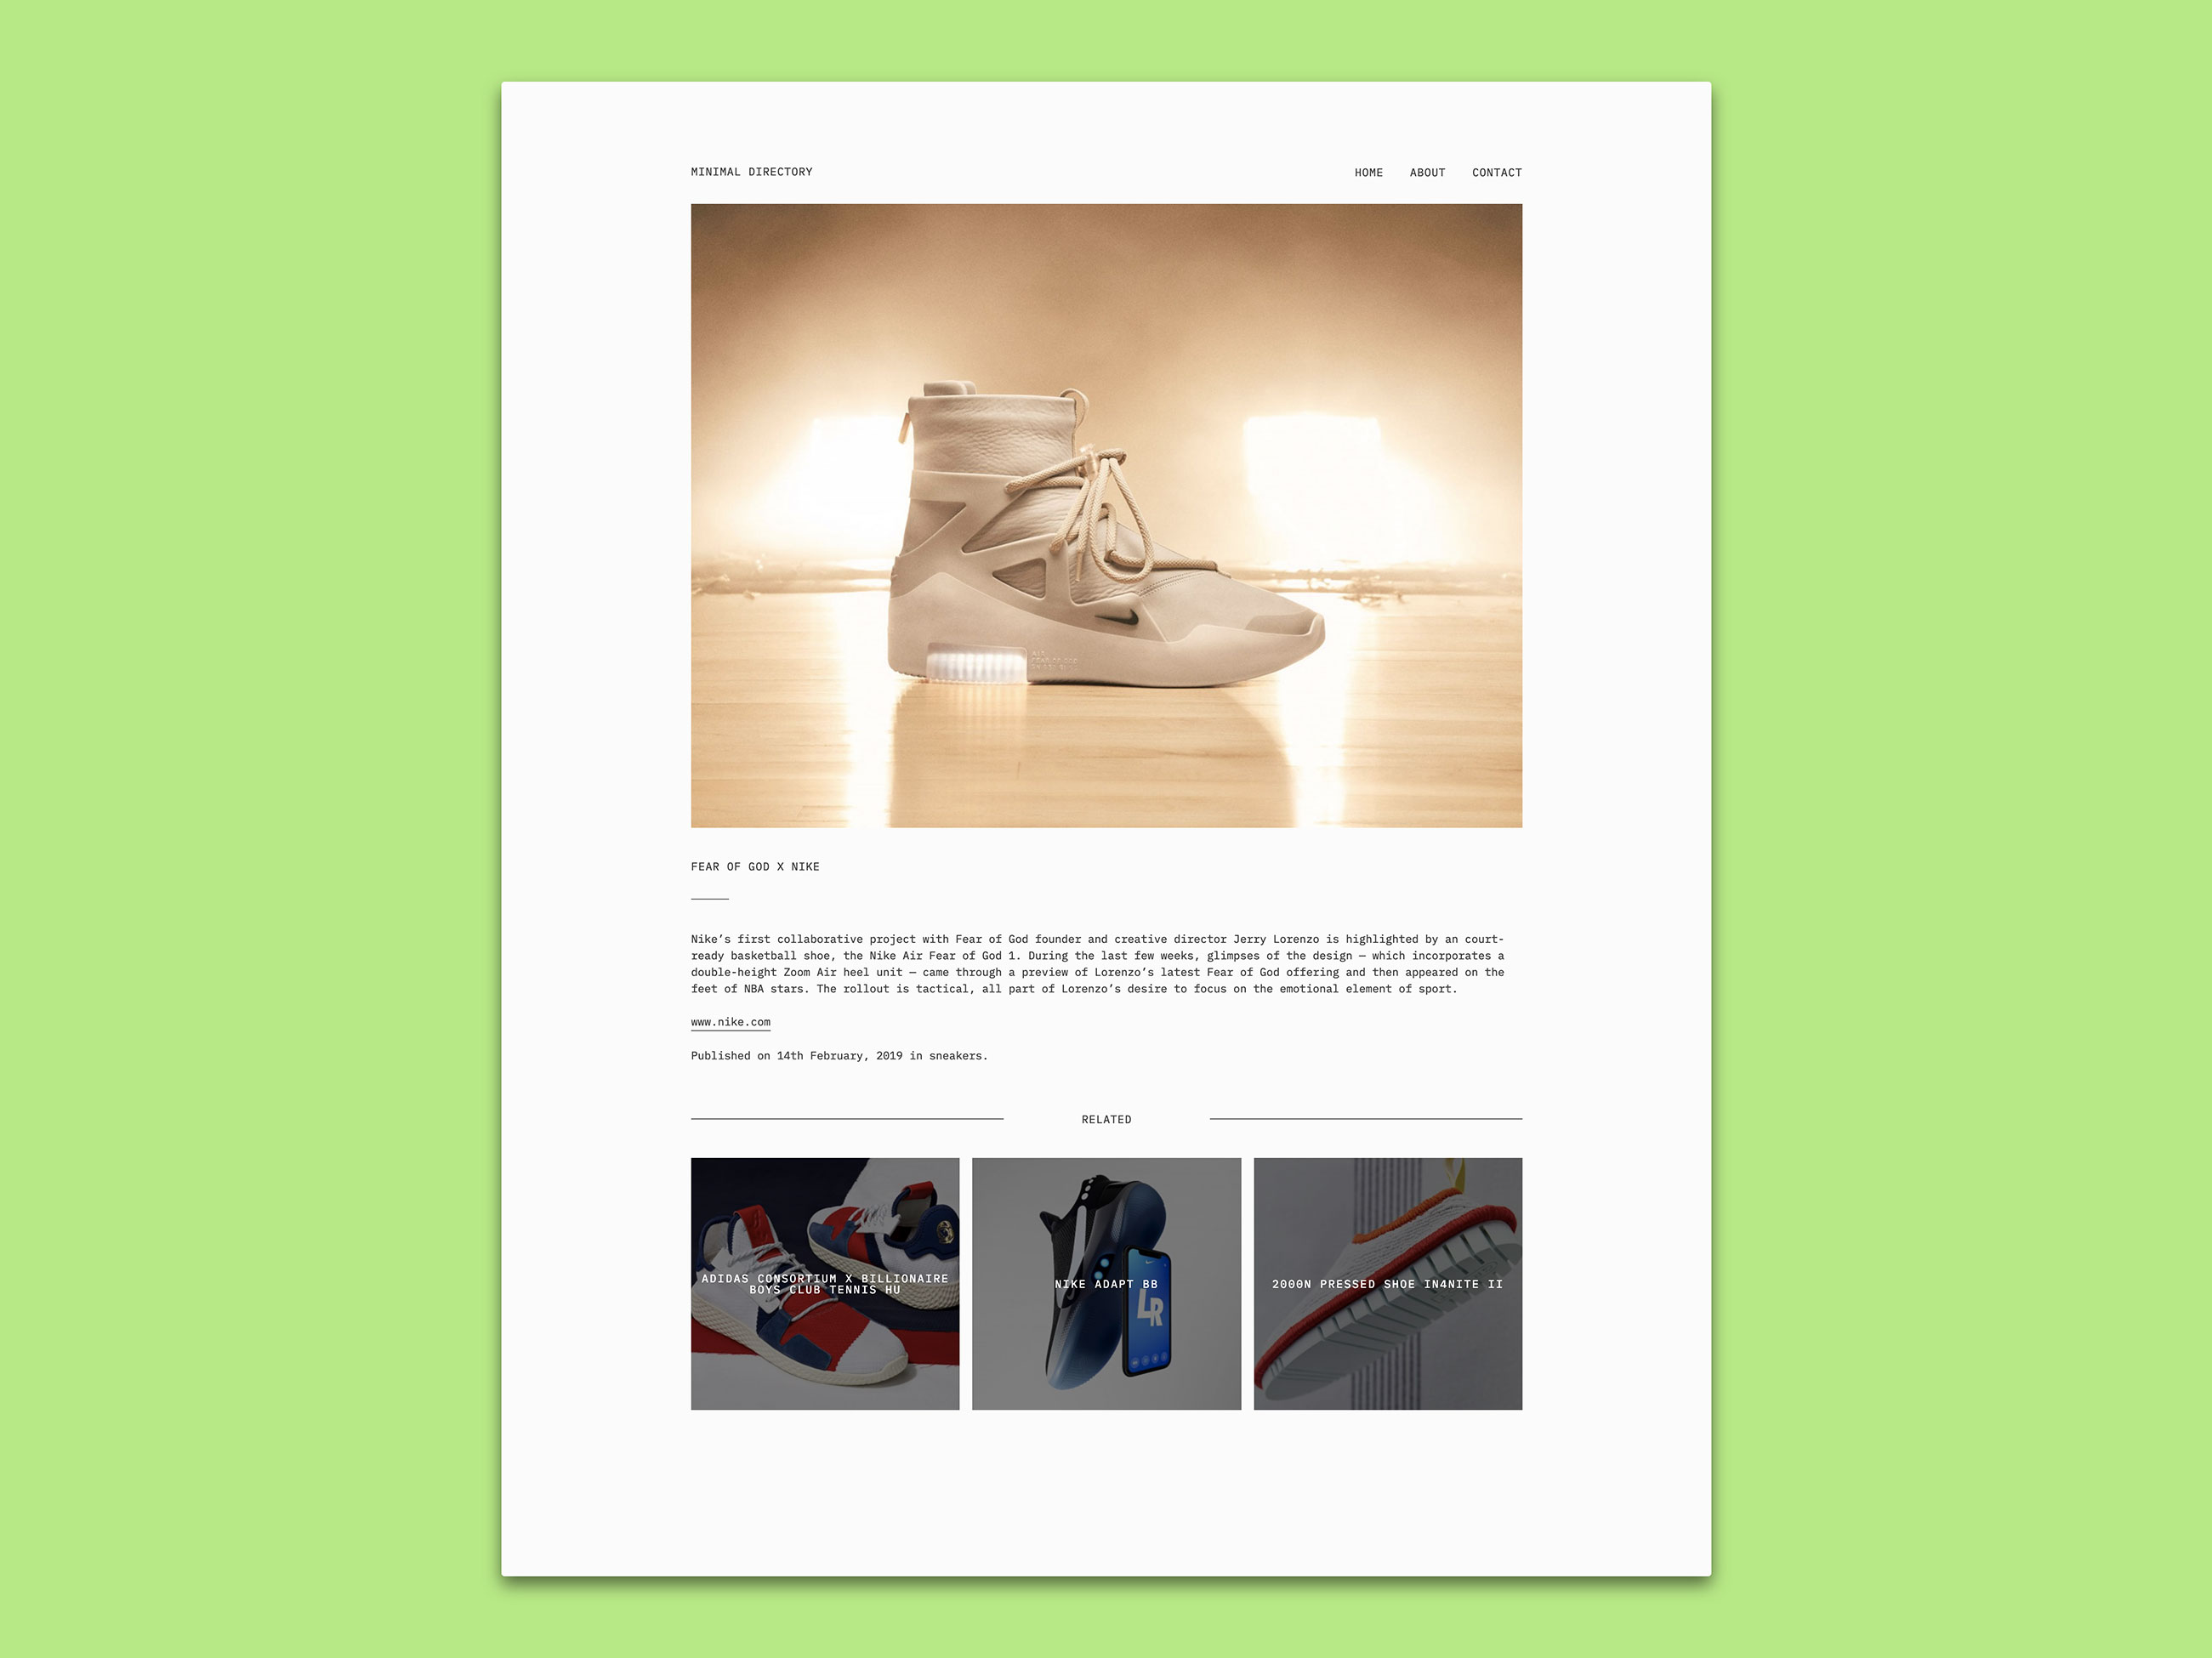 MINIMAL DIRECTORY
HOME ABOUT CONTACT
FEAR OF GOD X NIKE
Nike’s first collaborative project with Fear of God founder and creative director Jerry Lorenzo is highlighted by an court-
ready basketball shoe, the Nike Air Fear of God 1. During the last few weeks, glimpses of the design — which incorporates a
double-height Zoom Air heel unit — came through a preview of Lorenzo’s latest Fear of God offering and then appeared on the
feet of NBA stars. The rollout is tactical, all part of Lorenzo’s desire to focus on the emotional element of sport.
www.nike.com
Published on 14th February, 2019 in sneakers.
RELATED
ADIDAS CONSORTIUM X BILLIONAIRE
BOYS CLUB TENNIS HU
NIKE ADAPT BB
LR
2000N PRESSED SHOE IN4NITE II